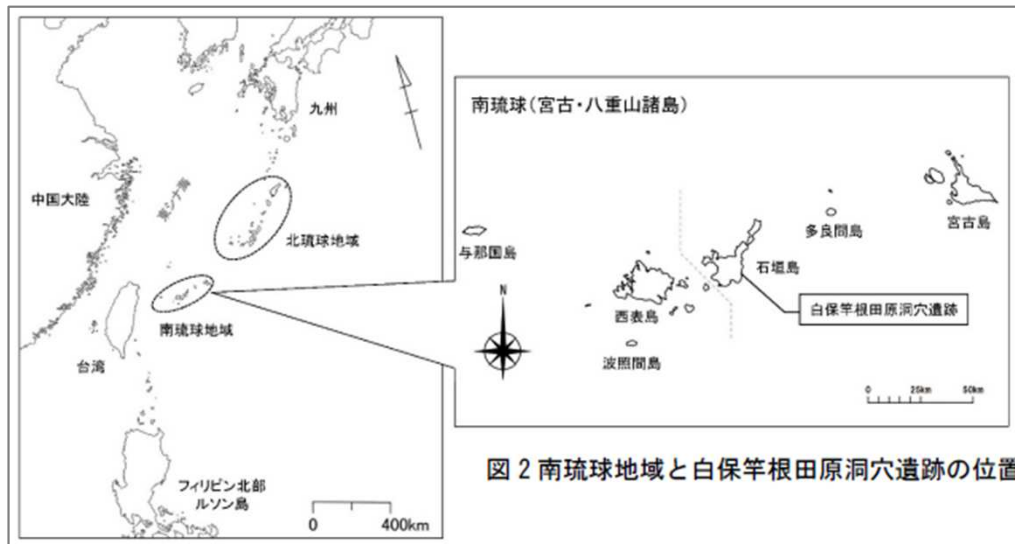 九州
中国大陸
東シナ海
北琉球地域
南琉球地域
台湾
フィリピン北部
ルソン島
0
400km
南琉球(宮古・八重山諸島)
宮古島
多良間島
与那国島
石垣島
西表島
白保竿根田原洞穴遺跡
波照間島
N
0 25km 50km
図2 南琉球地域と白保竿根田原洞穴遺跡の位置